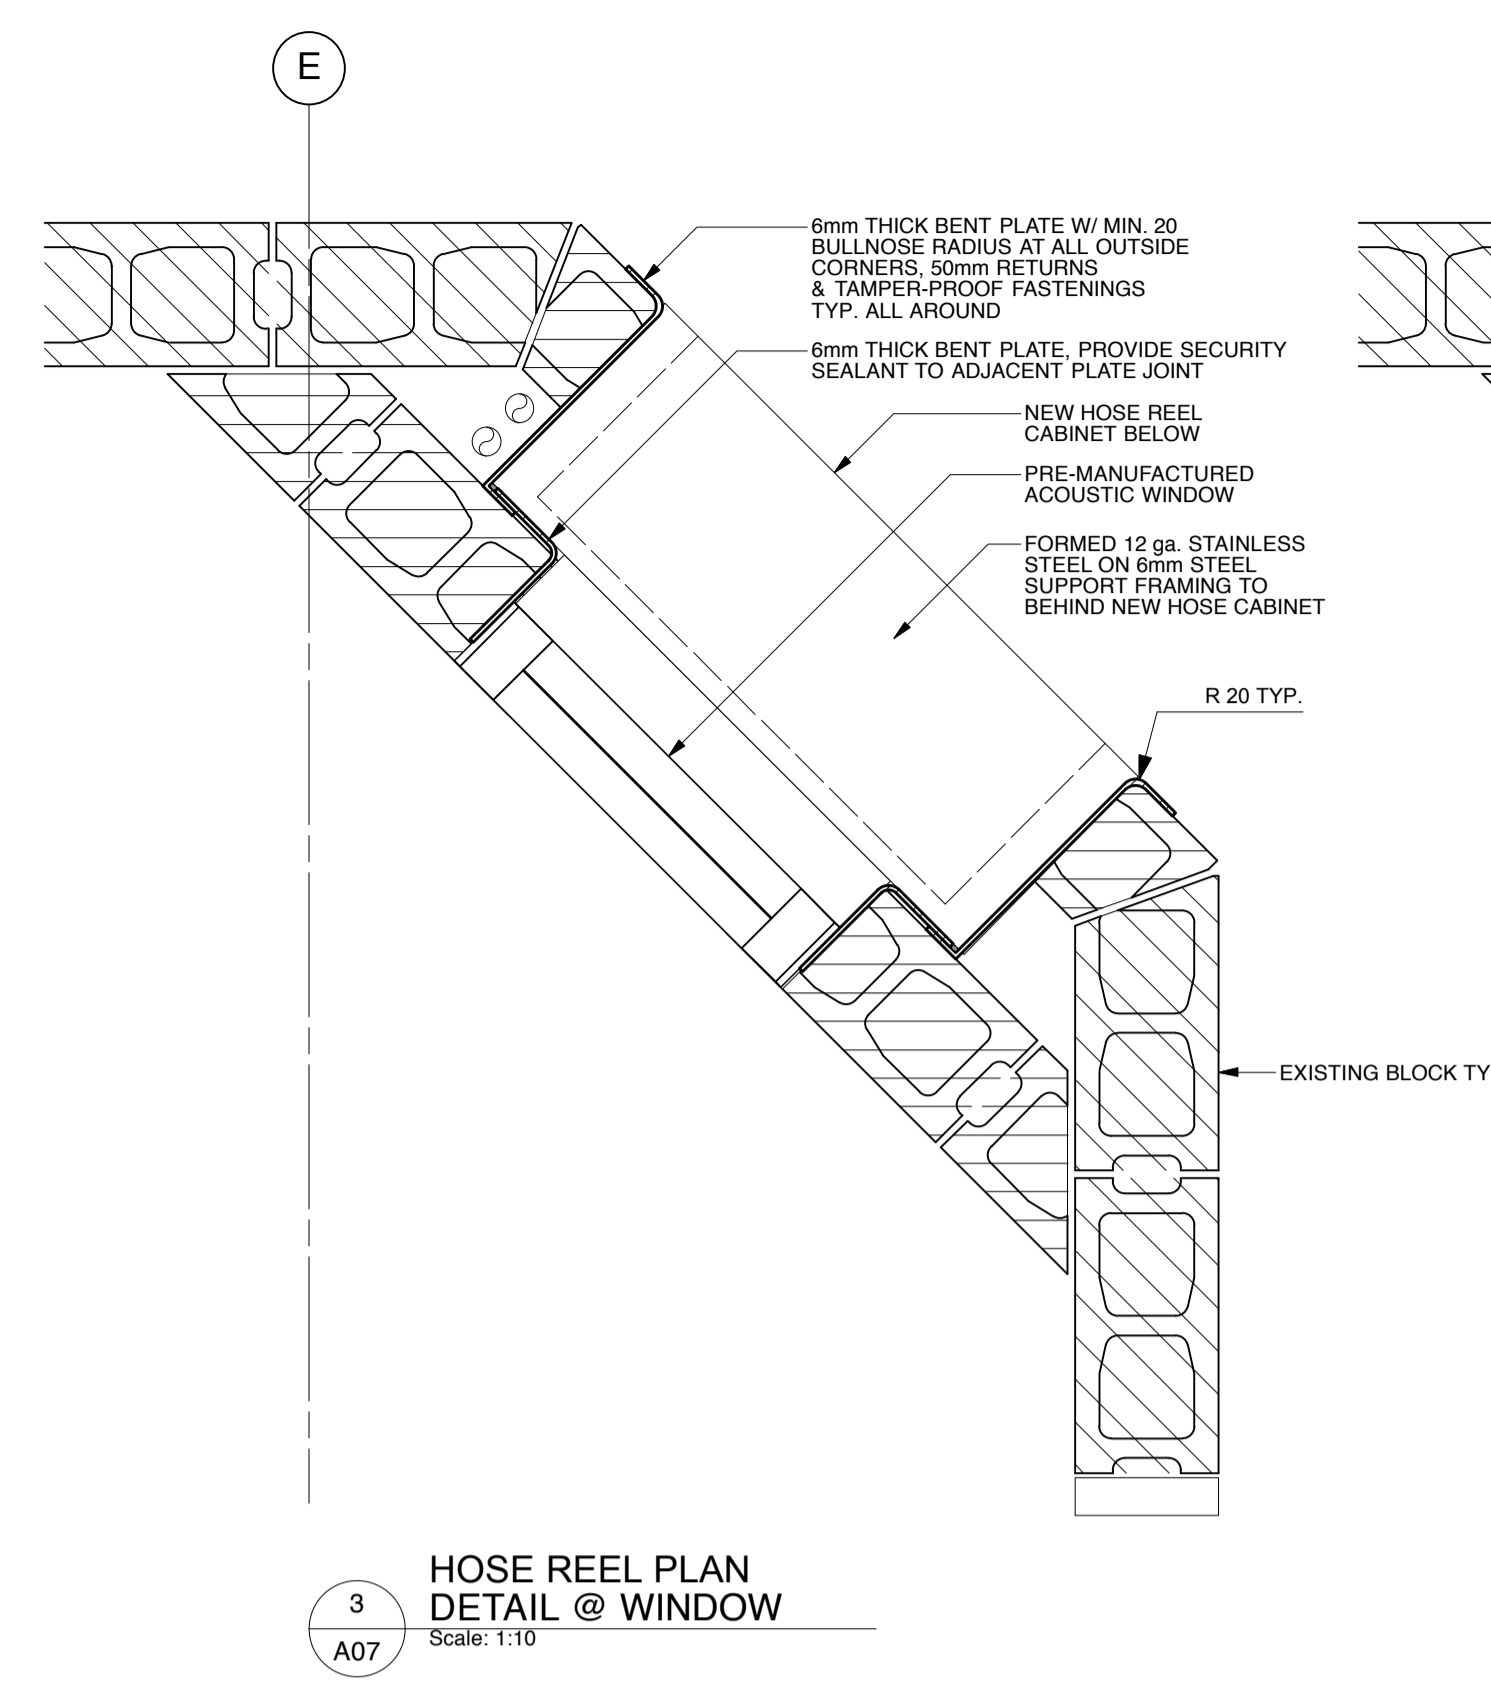 E
6mm THICK BENT PLATE W/ MIN. 20
BULLNOSE RADIUS AT ALL OUTSIDE
CORNERS, 50mm RETURNS
& TAMPER-PROOF FASTENINGS
TYP. ALL AROUND
6mm THICK BENT PLATE, PROVIDE SECURITY
SEALANT TO ADJACENT PLATE JOINT
NEW HOSE REEL
CABINET BELOW
PRE-MANUFACTURED
ACOUSTIC WINDOW
FORMED 12 ga. STAINLESS
STEEL ON 6mm STEEL
SUPPORT FRAMING TO
BEHIND NEW HOSE CABINET
R 20 TYP.
EXISTING BLOCK TY
HOSE REEL PLAN
DETAIL @ WINDOW
Scale: 1:10
3
A07